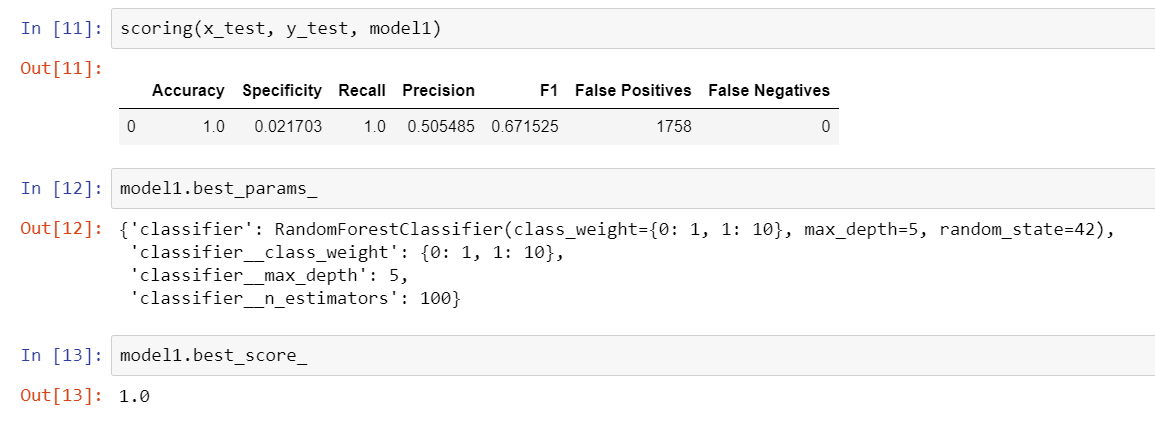 In [11]: scoring(x_test, y_test, model1)
Out[11]:
Accuracy Specificity Recall Precision F1 False Positives False Negatives
0 1.0 0.021703 1.0 0.505485 0.671525 1758 0
In [12]: model1.best_params_
Out[12]: {'classifier': RandomForestClassifier(class_weight={0: 1, 1: 10}, max_depth=5, random_state=42),
'classifier__class_weight': {0: 1, 1: 10},
'classifier__max_depth': 5,
'classifier__n_estimators': 100}
In [13]: model1.best_score_
Out[13]: 1.0